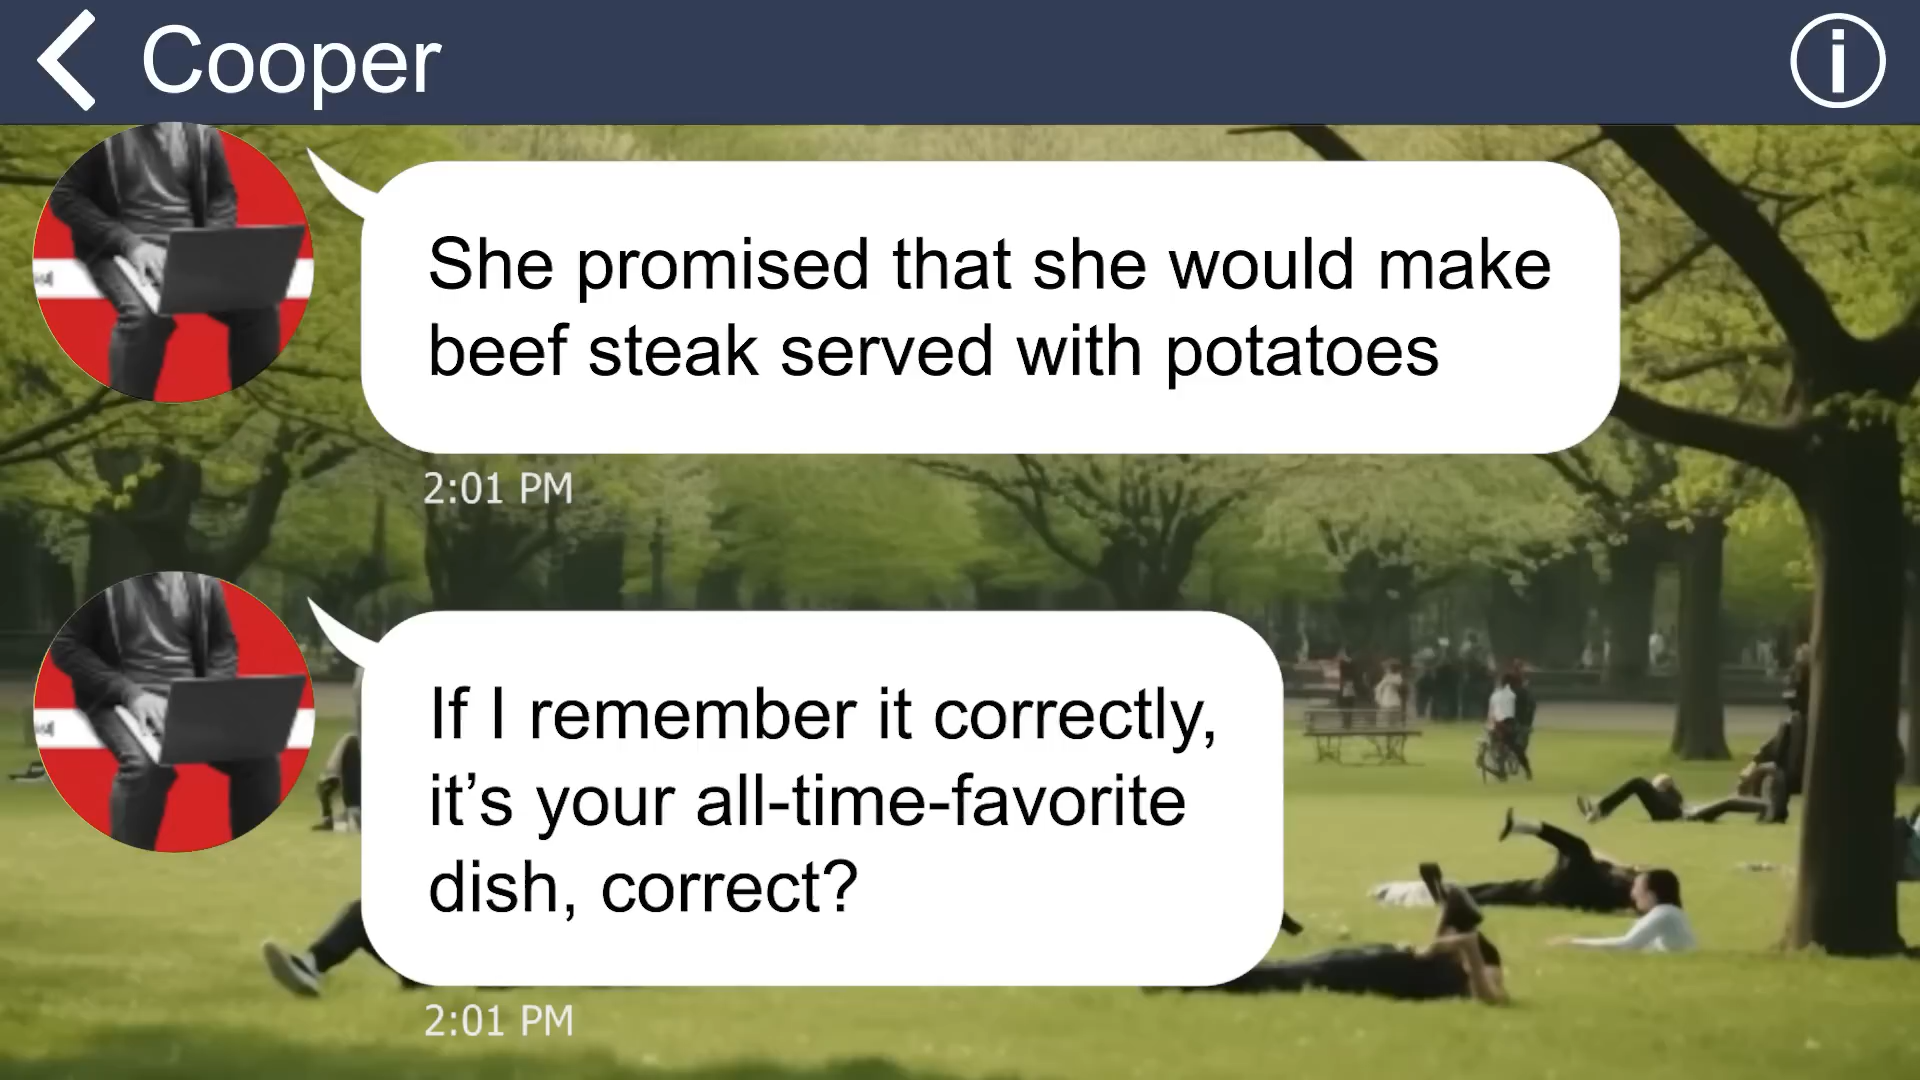 Cooper
She promised that she would make
beef steak served with potatoes
2:01 PM
If I remember it correctly,
it’s your all-time-favorite
dish, correct?
2:01 PM